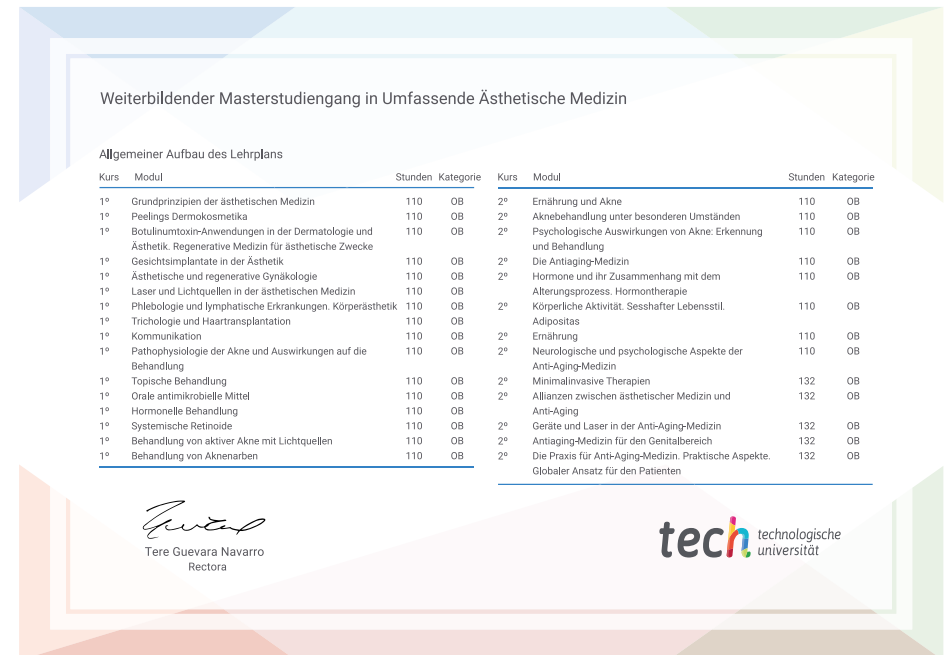 Weiterbildender Masterstudiengang in Umfassende Ästhetische Medizin
Allgemeiner Aufbau des Lehrplans
Kurs Modul Stunden Kategorie
1º Grundprinzipien der ästhetischen Medizin 110 OB
1º Peelings Dermokosmetika 110 OB
1º Botulinumtoxin-Anwendungen in der Dermatologie und 110 OB
Ästhetik. Regenerative Medizin für ästhetische Zwecke
1º Gesichtsimplantate in der Ästhetik 110 OB
1º Ästhetische und regenerative Gynäkologie 110 OB
1º Laser und Lichtquellen in der ästhetischen Medizin 110 OB
1º Phlebologie und lymphatische Erkrankungen. Körperästhetik 110 OB
1º Trichologie und Haartransplantation 110 OB
1º Kommunikation 110 OB
1º Pathophysiologie der Akne und Auswirkungen auf die 110 OB
Behandlung
1º Topische Behandlung 110 OB
1º Orale antimikrobielle Mittel 110 OB
1º Hormonelle Behandlung 110 OB
1º Systemische Retinoide 110 OB
1º Behandlung von aktiver Akne mit Lichtquellen 110 OB
1º Behandlung von Aknenarben 110 OB
Kurs Modul Stunden Kategorie
2º Ernährung und Akne 110 OB
2º Aknebehandlung unter besonderen Umständen 110 OB
2º Psychologische Auswirkungen von Akne: Erkennung 110 OB
und Behandlung
2º Die Antiaging-Medizin 110 OB
2º Hormone und ihr Zusammenhang mit dem 110 OB
Alterungsprozess. Hormontherapie
2º Körperliche Aktivität. Sesshafter Lebensstil. 110 OB
Adipositas
2º Ernährung 110 OB
2º Neurologische und psychologische Aspekte der 110 OB
Anti-Aging-Medizin
2º Minimalinvasive Therapien 132 OB
2º Allianzen zwischen ästhetischer Medizin und 132 OB
Anti-Aging
2º Geräte und Laser in der Anti-Aging-Medizin 132 OB
2º Antiaging-Medizin für den Genitalbereich 132 OB
2º Die Praxis für Anti-Aging-Medizin. Praktische Aspekte. 132 OB
Globaler Ansatz für den Patienten
Tere Guevara Navarro
Rectora
tech technologische
universität